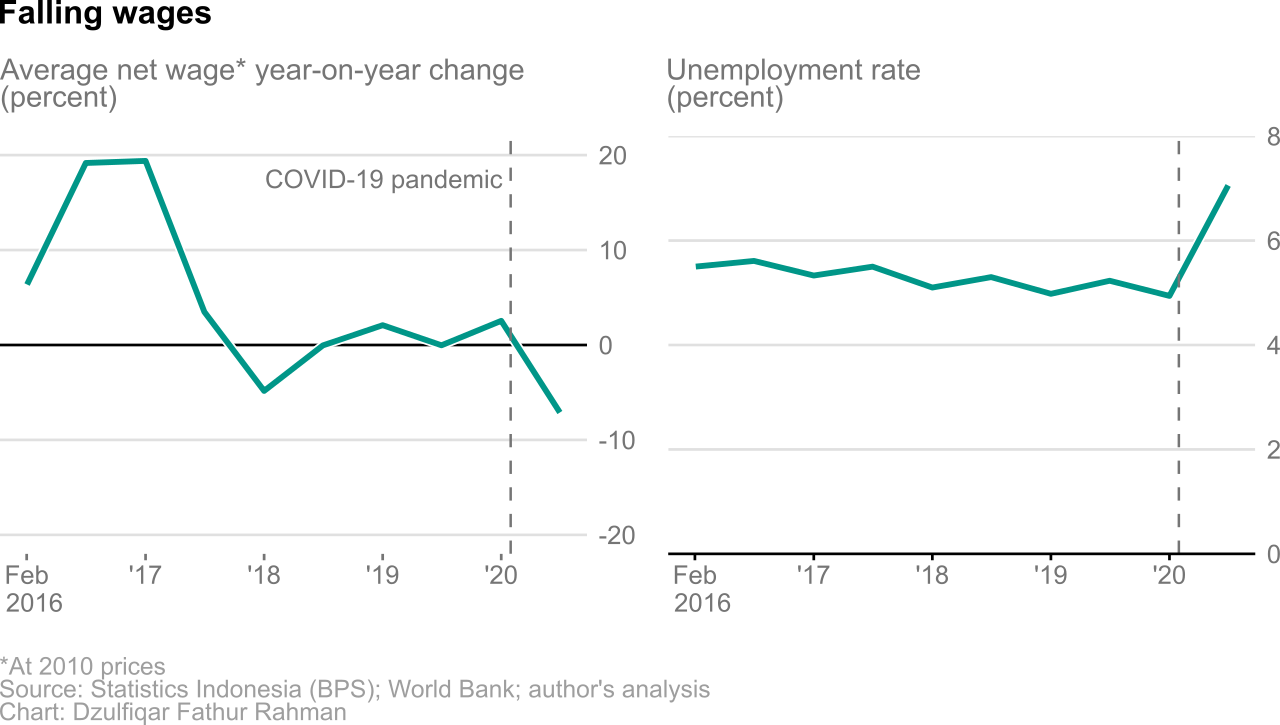 Falling wages
Average net wage* year-on-year change
(percent)
20
COVID-19 pandemic
10
0
-10
-20
Feb
2016
'17
'18
'19
'20
Unemployment rate
(percent)
8
6
4
2
0
Feb
2016
'17
'18
'19
'20
*At 2010 prices
Source: Statistics Indonesia (BPS); World Bank; author's analysis
Chart: Dzulfiqar Fathur Rahman